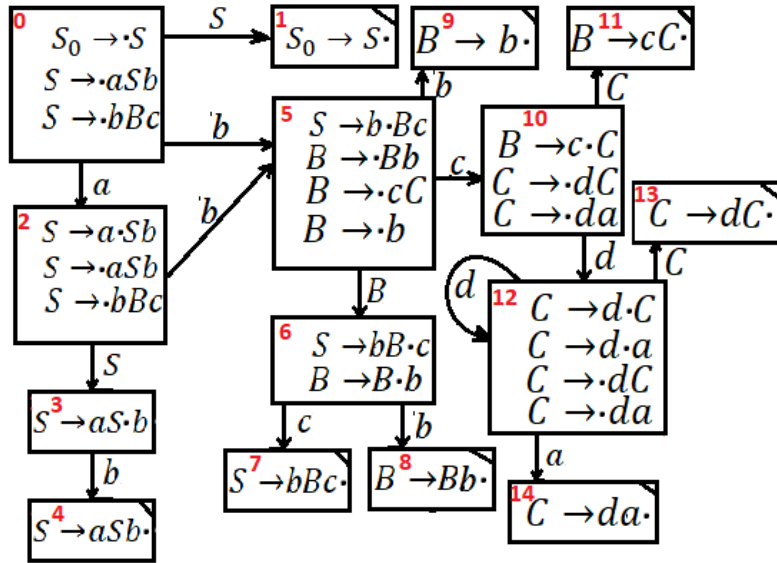 0
S₀ → ·S
S → ·aSb
S → ·bBc
S
1
S₀ → S·
b
a
2
S → a·Sb
S → ·aSb
S → ·bBc
b
S
3
S → aS·b
b
4
S → aSb·
5
S → b·Bc
B → ·Bb
B → ·cC
B → ·b
b
9
B → b·
c
B
6
S → bB·c
B → B·b
c
b
7
S → bBc·
8
B → Bb·
10
B → c·C
C → ·dC
C → ·da
C
11
B → cC·
d
12
C → d·C
C → d·a
C → ·dC
C → ·da
d
C
13
C → dC·
a
14
C → da·